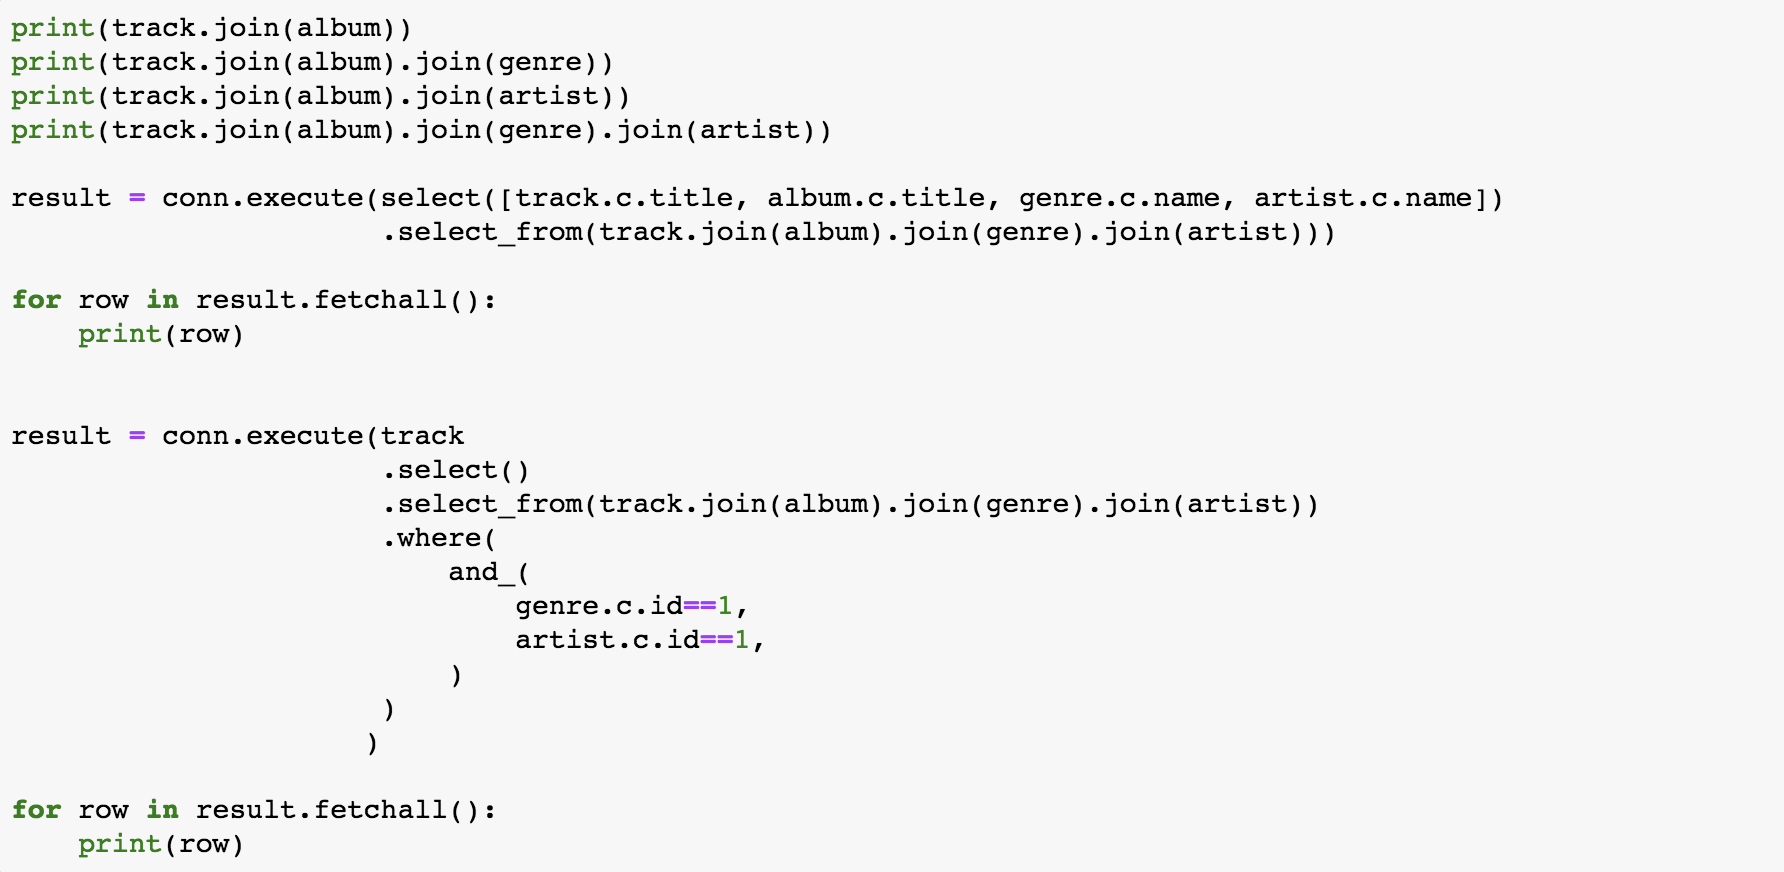 print(track.join(album))
print(track.join(album).join(genre))
print(track.join(album).join(artist))
print(track.join(album).join(genre).join(artist))

result = conn.execute(select([track.c.title, album.c.title, genre.c.name, artist.c.name])
                      .select_from(track.join(album).join(genre).join(artist)))

for row in result.fetchall():
    print(row)


result = conn.execute(track
                      .select()
                      .select_from(track.join(album).join(genre).join(artist))
                      .where(
                          and_(
                              genre.c.id==1,
                              artist.c.id==1,
                          )
                      )
                     )

for row in result.fetchall():
    print(row)